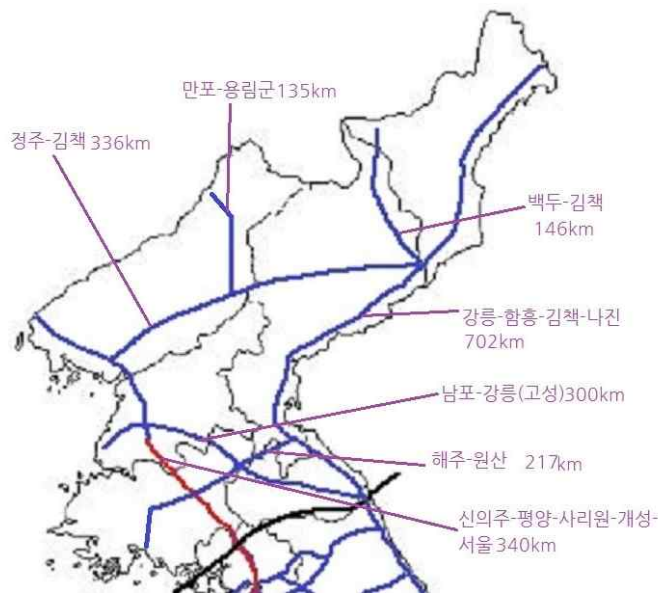 만포-용림군135km
정주-김책 336km
백두-김책
146km
강릉-함흥-김책-나진
702km
남포-강릉(고성)300km
해주-원산 217km
신의주-평양-사리원-개성-
서울340km